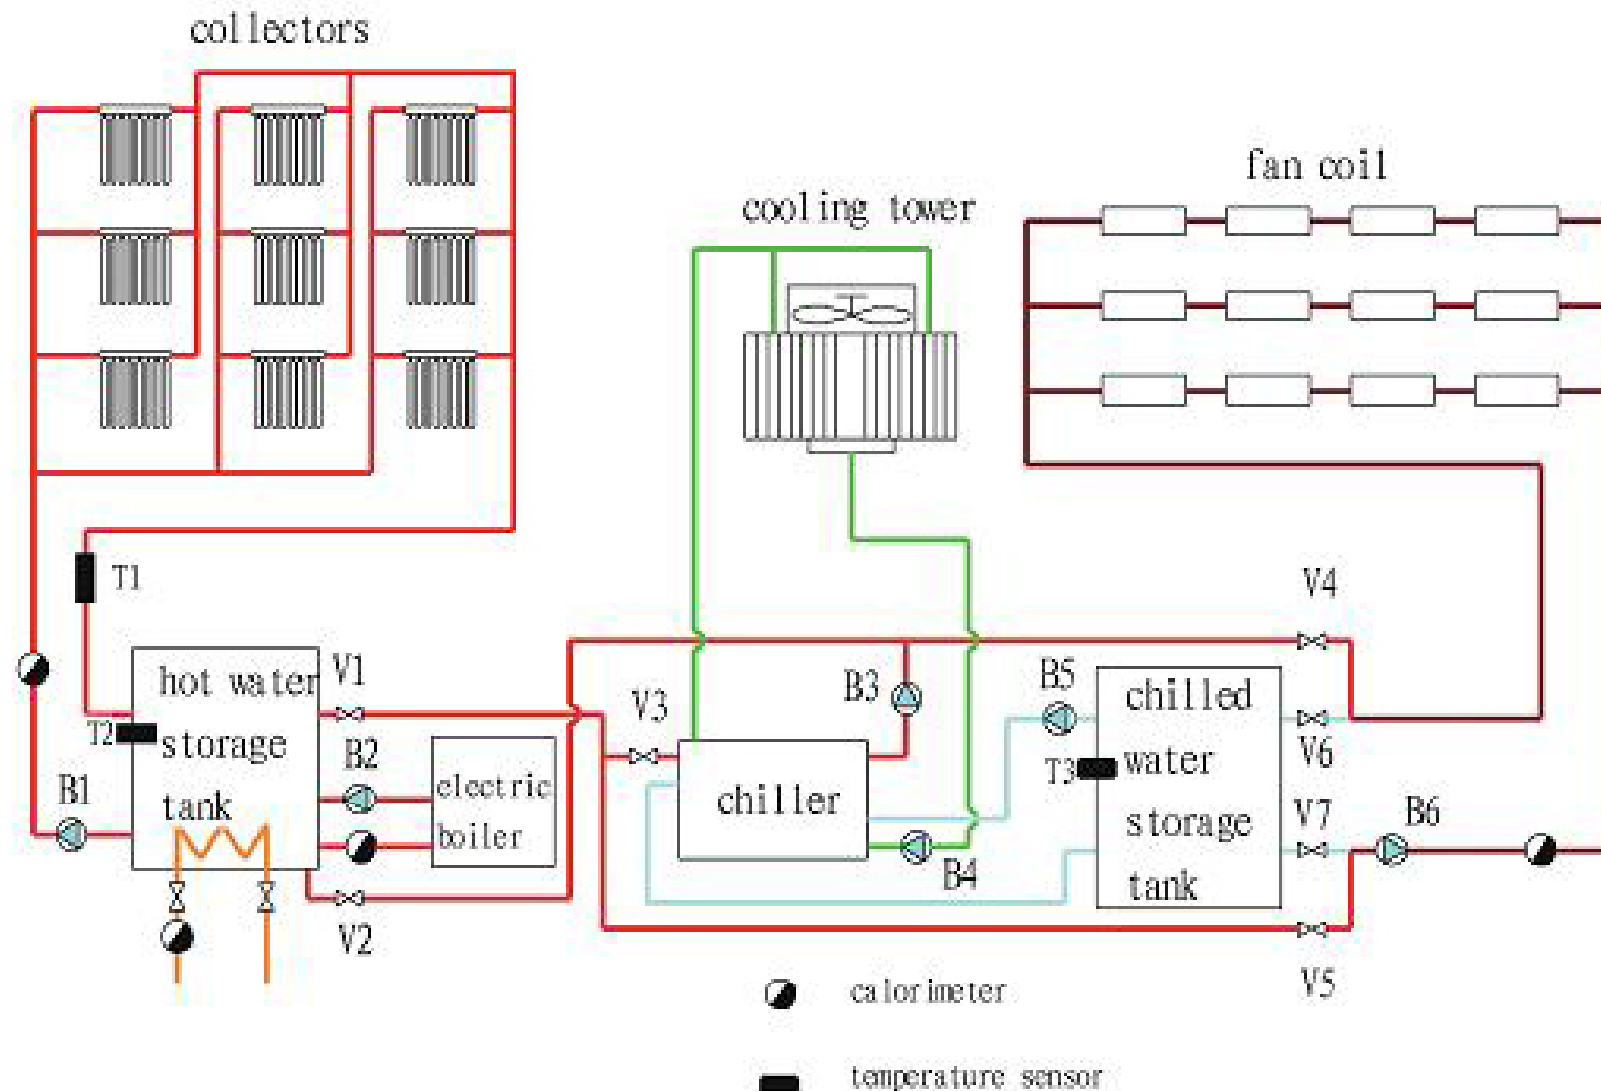 collectors
fan coil
cooling tower
T1
V4
hot water
V1
T2
storage
B2
tank
B1
electric
boiler
V2
V3
B3
chiller
B4
B5
chilled
T3
water
storage
tank
V6
V7
B6
V5
calorimeter
temperature sensor